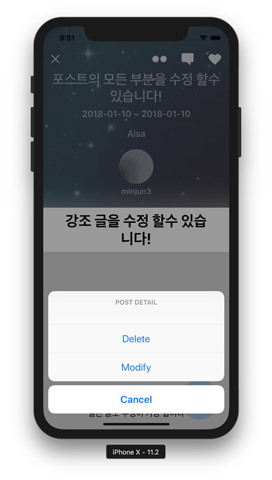 9:51
포스트의 모든 부분을 수정 할수
있습니다!
2018-01-10 ~ 2018-01-10
Aisa
minjun3
강조 글을 수정 할수 있습
니다!
POST DETAIL
Delete
Modify
Cancel
iPhone X - 11.2